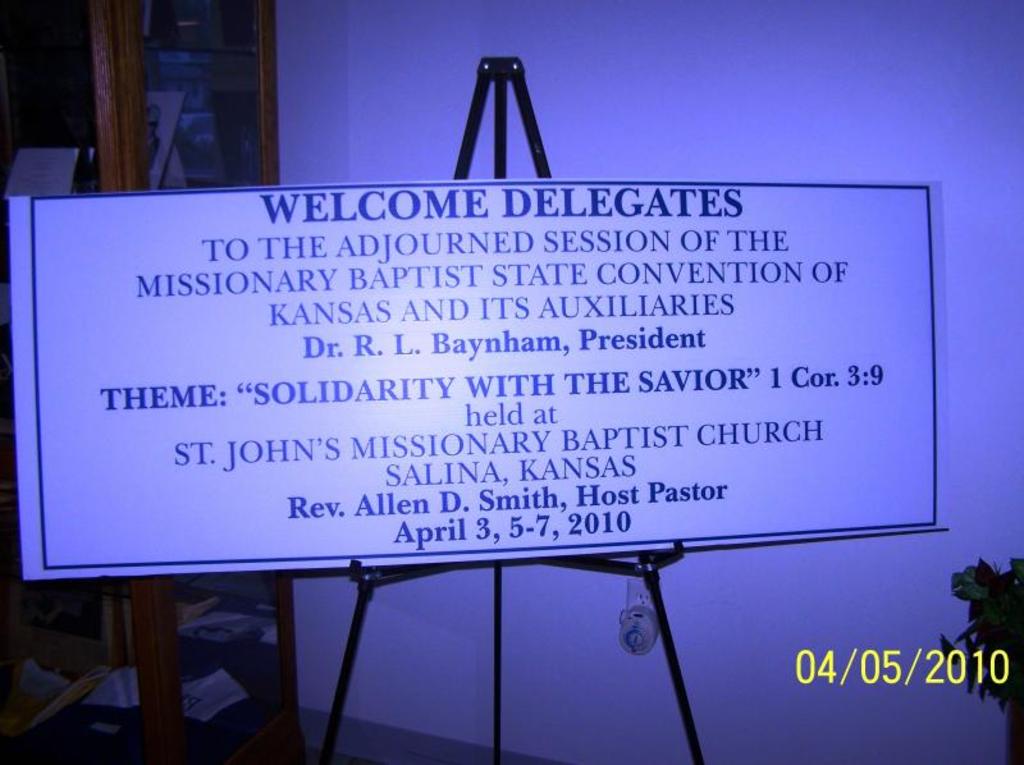 WELCOME DELEGATES
TO THE ADJOURNED SESSION OF THE
MISSIONARY BAPTIST STATE CONVENTION OF
KANSAS AND ITS AUXILIARIES
Dr. R. L. Baynham, President
THEME: “SOLIDARITY WITH THE SAVIOR” 1 Cor. 3:9
held at
ST. JOHN’S MISSIONARY BAPTIST CHURCH
SALINA, KANSAS
Rev. Allen D. Smith, Host Pastor
April 3, 5-7, 2010
04/05/2010